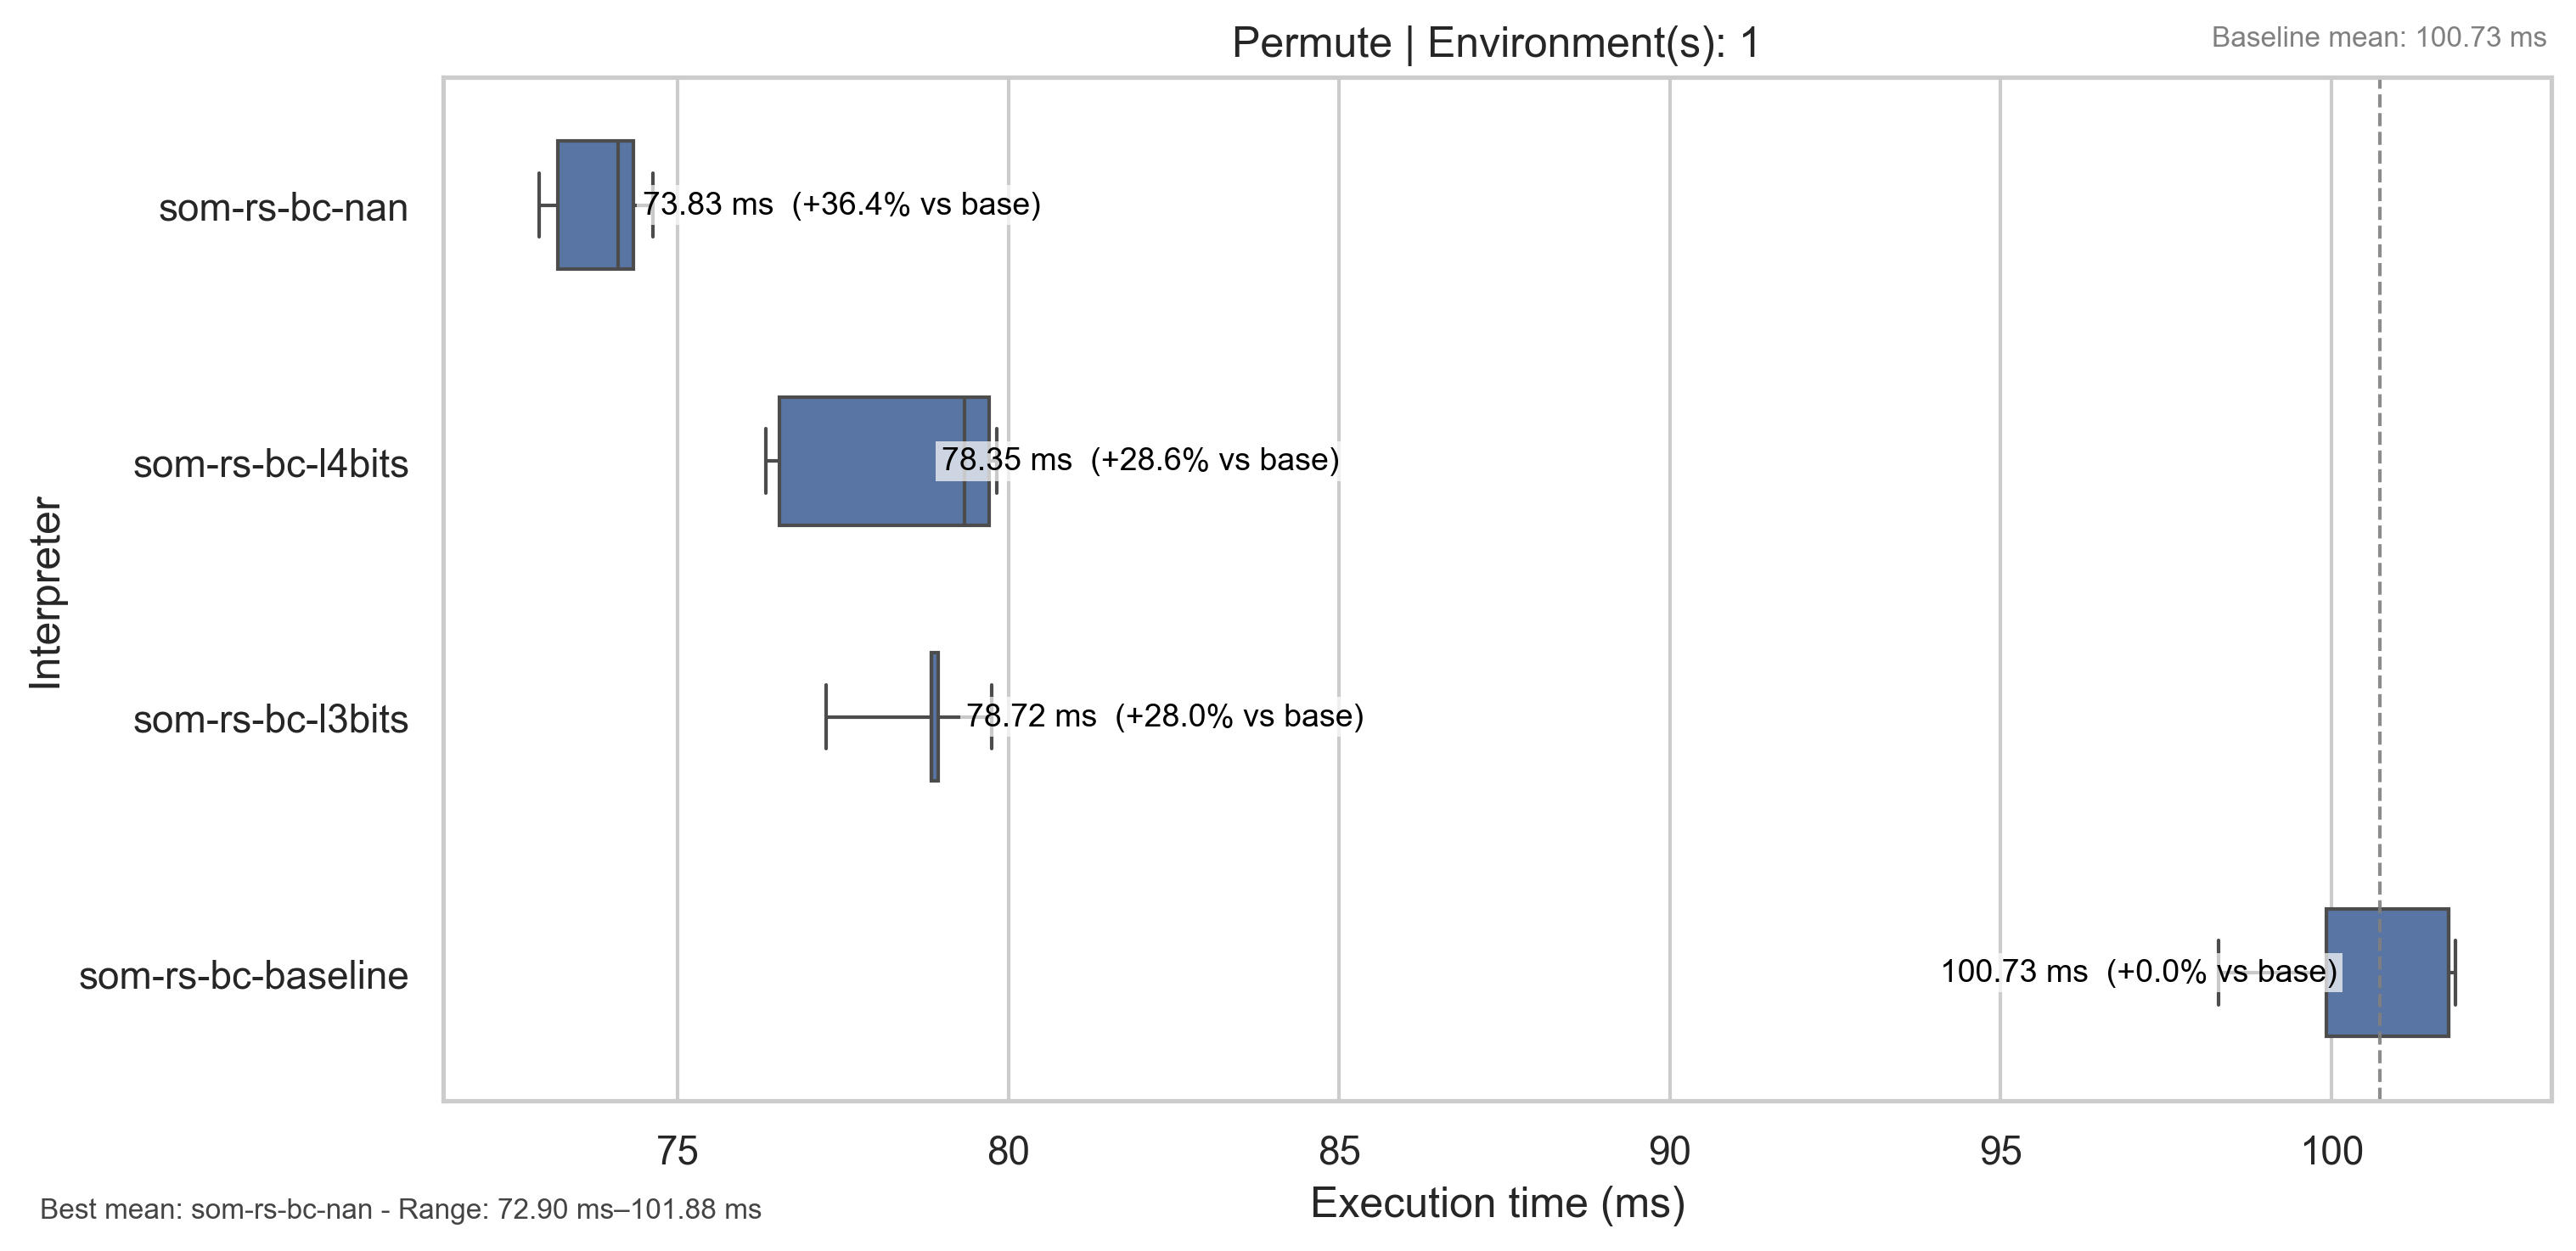 Permute | Environment(s): 1
Baseline mean: 100.73 ms
Interpreter
som-rs-bc-nan
73.83 ms  (+36.4% vs base)
som-rs-bc-l4bits
78.35 ms  (+28.6% vs base)
som-rs-bc-l3bits
78.72 ms  (+28.0% vs base)
som-rs-bc-baseline
100.73 ms  (+0.0% vs base)
75 80 85 90 95 100
Execution time (ms)
Best mean: som-rs-bc-nan - Range: 72.90 ms–101.88 ms